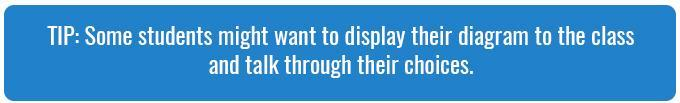 TIP: Some students might want to display their diagram to the class
and talk through their choices.